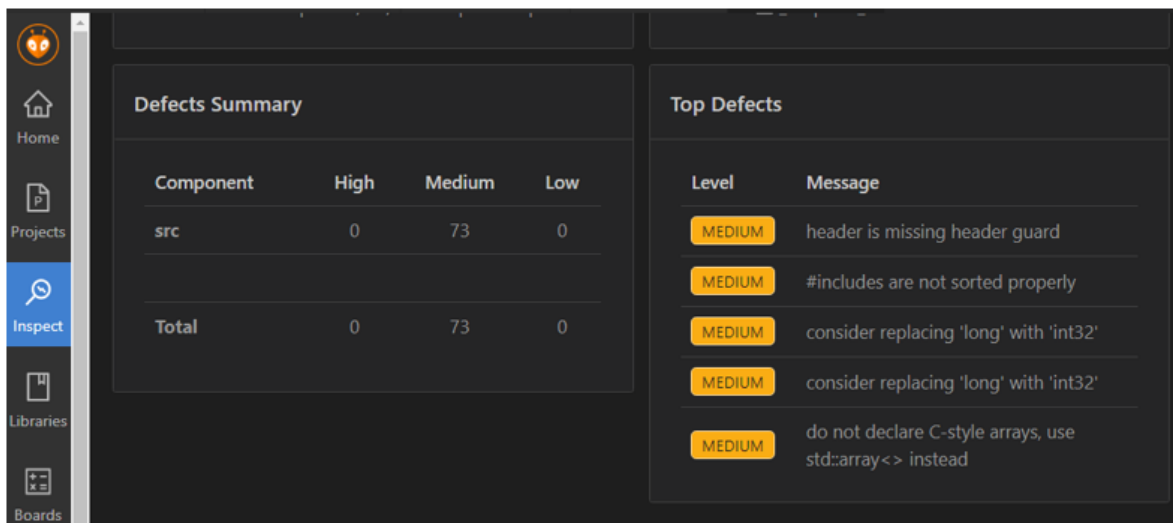 Home
Projects
Inspect
Libraries
Boards
Defects Summary
Component High Medium Low
src 0 73 0
Total 0 73 0
Top Defects
Level Message
MEDIUM header is missing header guard
MEDIUM #includes are not sorted properly
MEDIUM consider replacing 'long' with 'int32'
MEDIUM consider replacing 'long' with 'int32'
MEDIUM do not declare C-style arrays, use
std::array<> instead